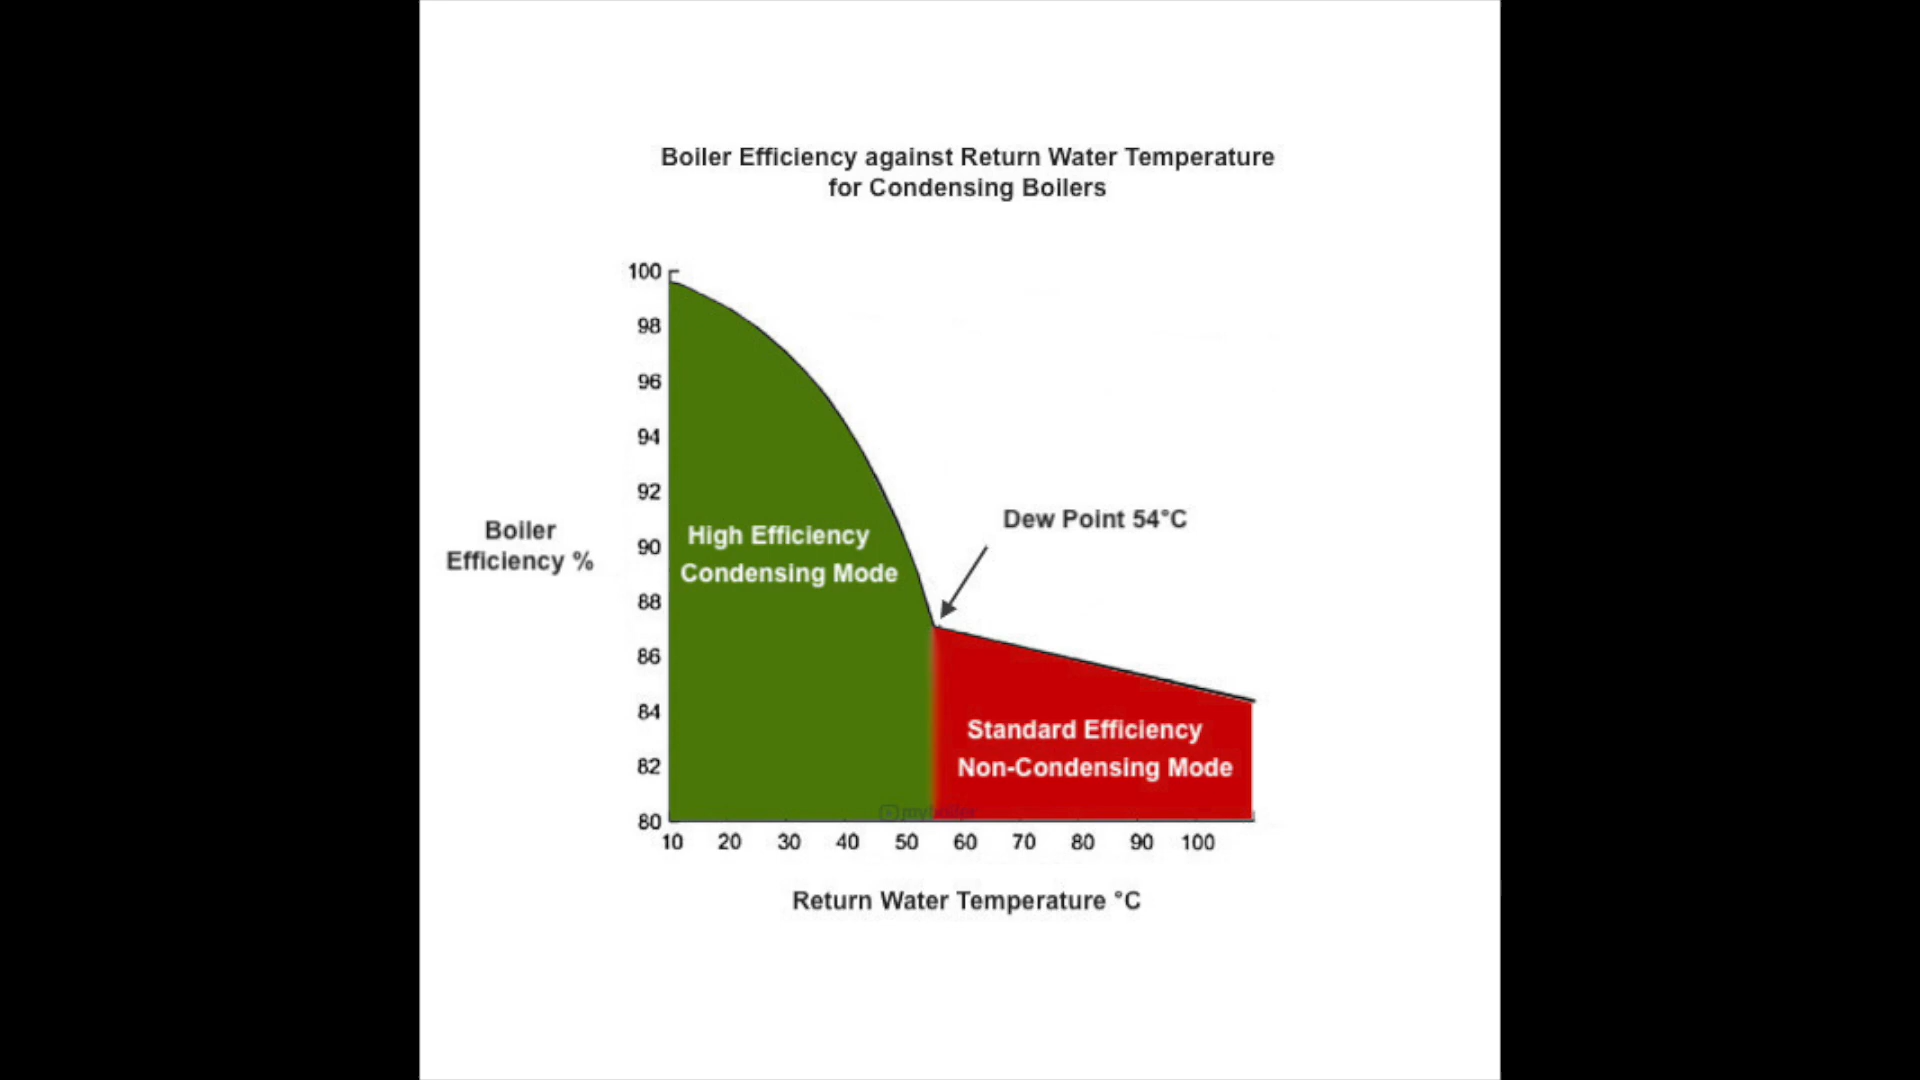 Boiler Efficiency against Return Water Temperature
for Condensing Boilers
100
98
96
94
92
90
88
86
84
82
80
Boiler
Efficiency %
High Efficiency
Condensing Mode
Dew Point 54°C
Standard Efficiency
Non-Condensing Mode
10 20 30 40 50 60 70 80 90 100
Return Water Temperature °C